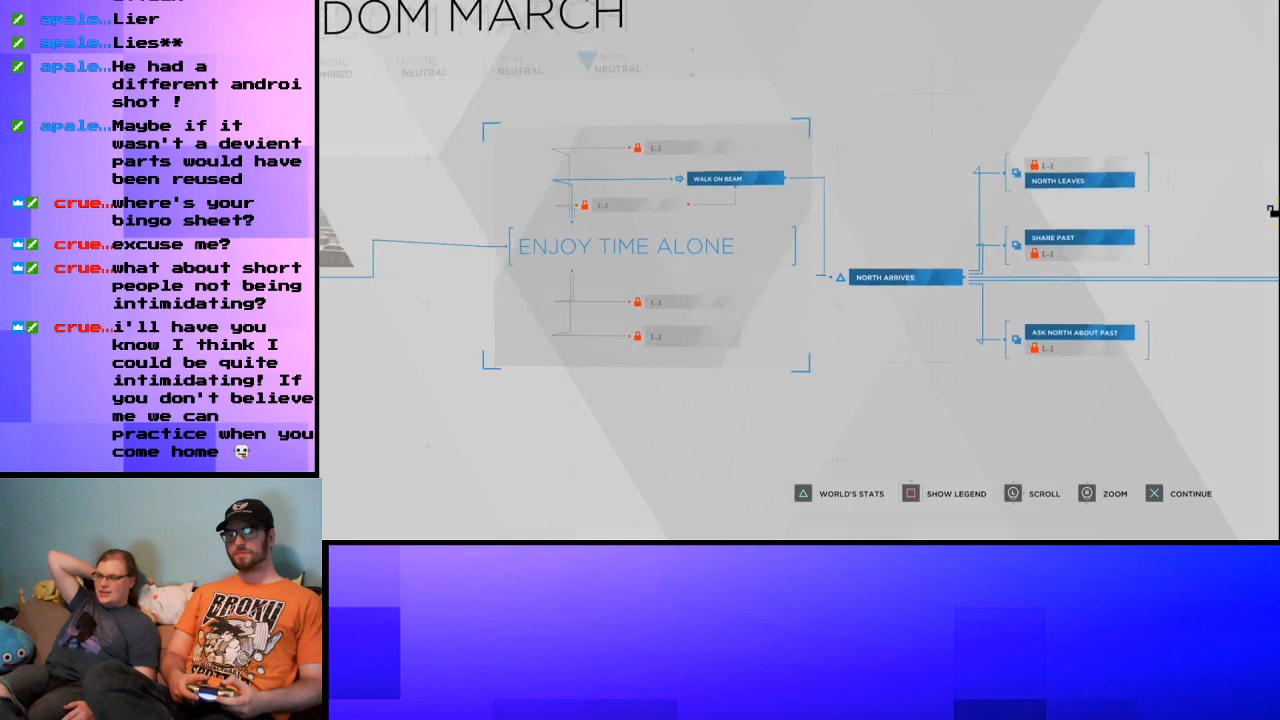 apale...Lier
apale...Lies**
apale...He had a
different androi
shot !
apale...Maybe if it
wasn't a devient
parts would have
been reused
crue...where's your
bingo sheet?
crue...excuse me?
crue...what about short
people not being
intimidating?
crue...i'll have you
know I think I
could be quite
intimidating! If
you don't believe
me we can
practice when you
come home
DOM MARCH
NEUTRAL
NEUTRAL
NEUTRAL
[...]
WALK ON BEAM
[...]
ENJOY TIME ALONE
[...]
[...]
NORTH ARRIVES
[...]
NORTH LEAVES
SHARE PAST
[...]
ASK NORTH ABOUT PAST
[...]
WORLD'S STATS
SHOW LEGEND
L
SCROLL
R
ZOOM
CONTINUE
BROKU